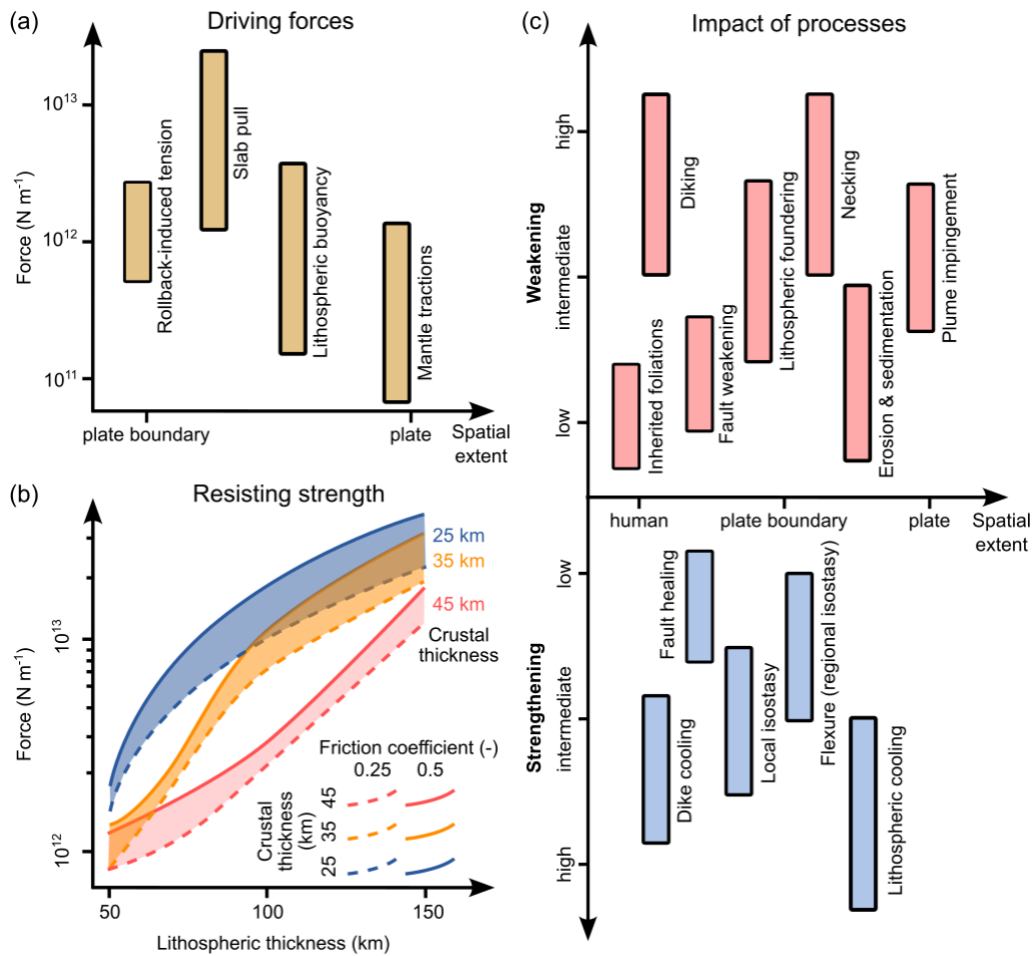 (a)
Driving forces
Force (N m⁻¹)
10¹³
10¹²
10¹¹
Rollback-induced tension
Slab pull
Lithospheric buoyancy
Mantle tractions
plate boundary
plate
Spatial
extent
(b)
Resisting strength
Force (N m⁻¹)
10¹³
10¹²
25 km
35 km
45 km
Crustal
thickness
Friction coefficient (-)
0.25
0.5
Crustal
thickness
(km)
45
35
25
50
100
150
Lithospheric thickness (km)
(c)
Impact of processes
Weakening
high
intermediate
low
Inherited foliations
Diking
Fault weakening
Lithospheric foundering
Necking
Erosion & sedimentation
Plume impingement
human
plate boundary
plate
Spatial
extent
Strengthening
low
intermediate
high
Dike cooling
Fault healing
Local isostasy
Flexure (regional isostasy)
Lithospheric cooling